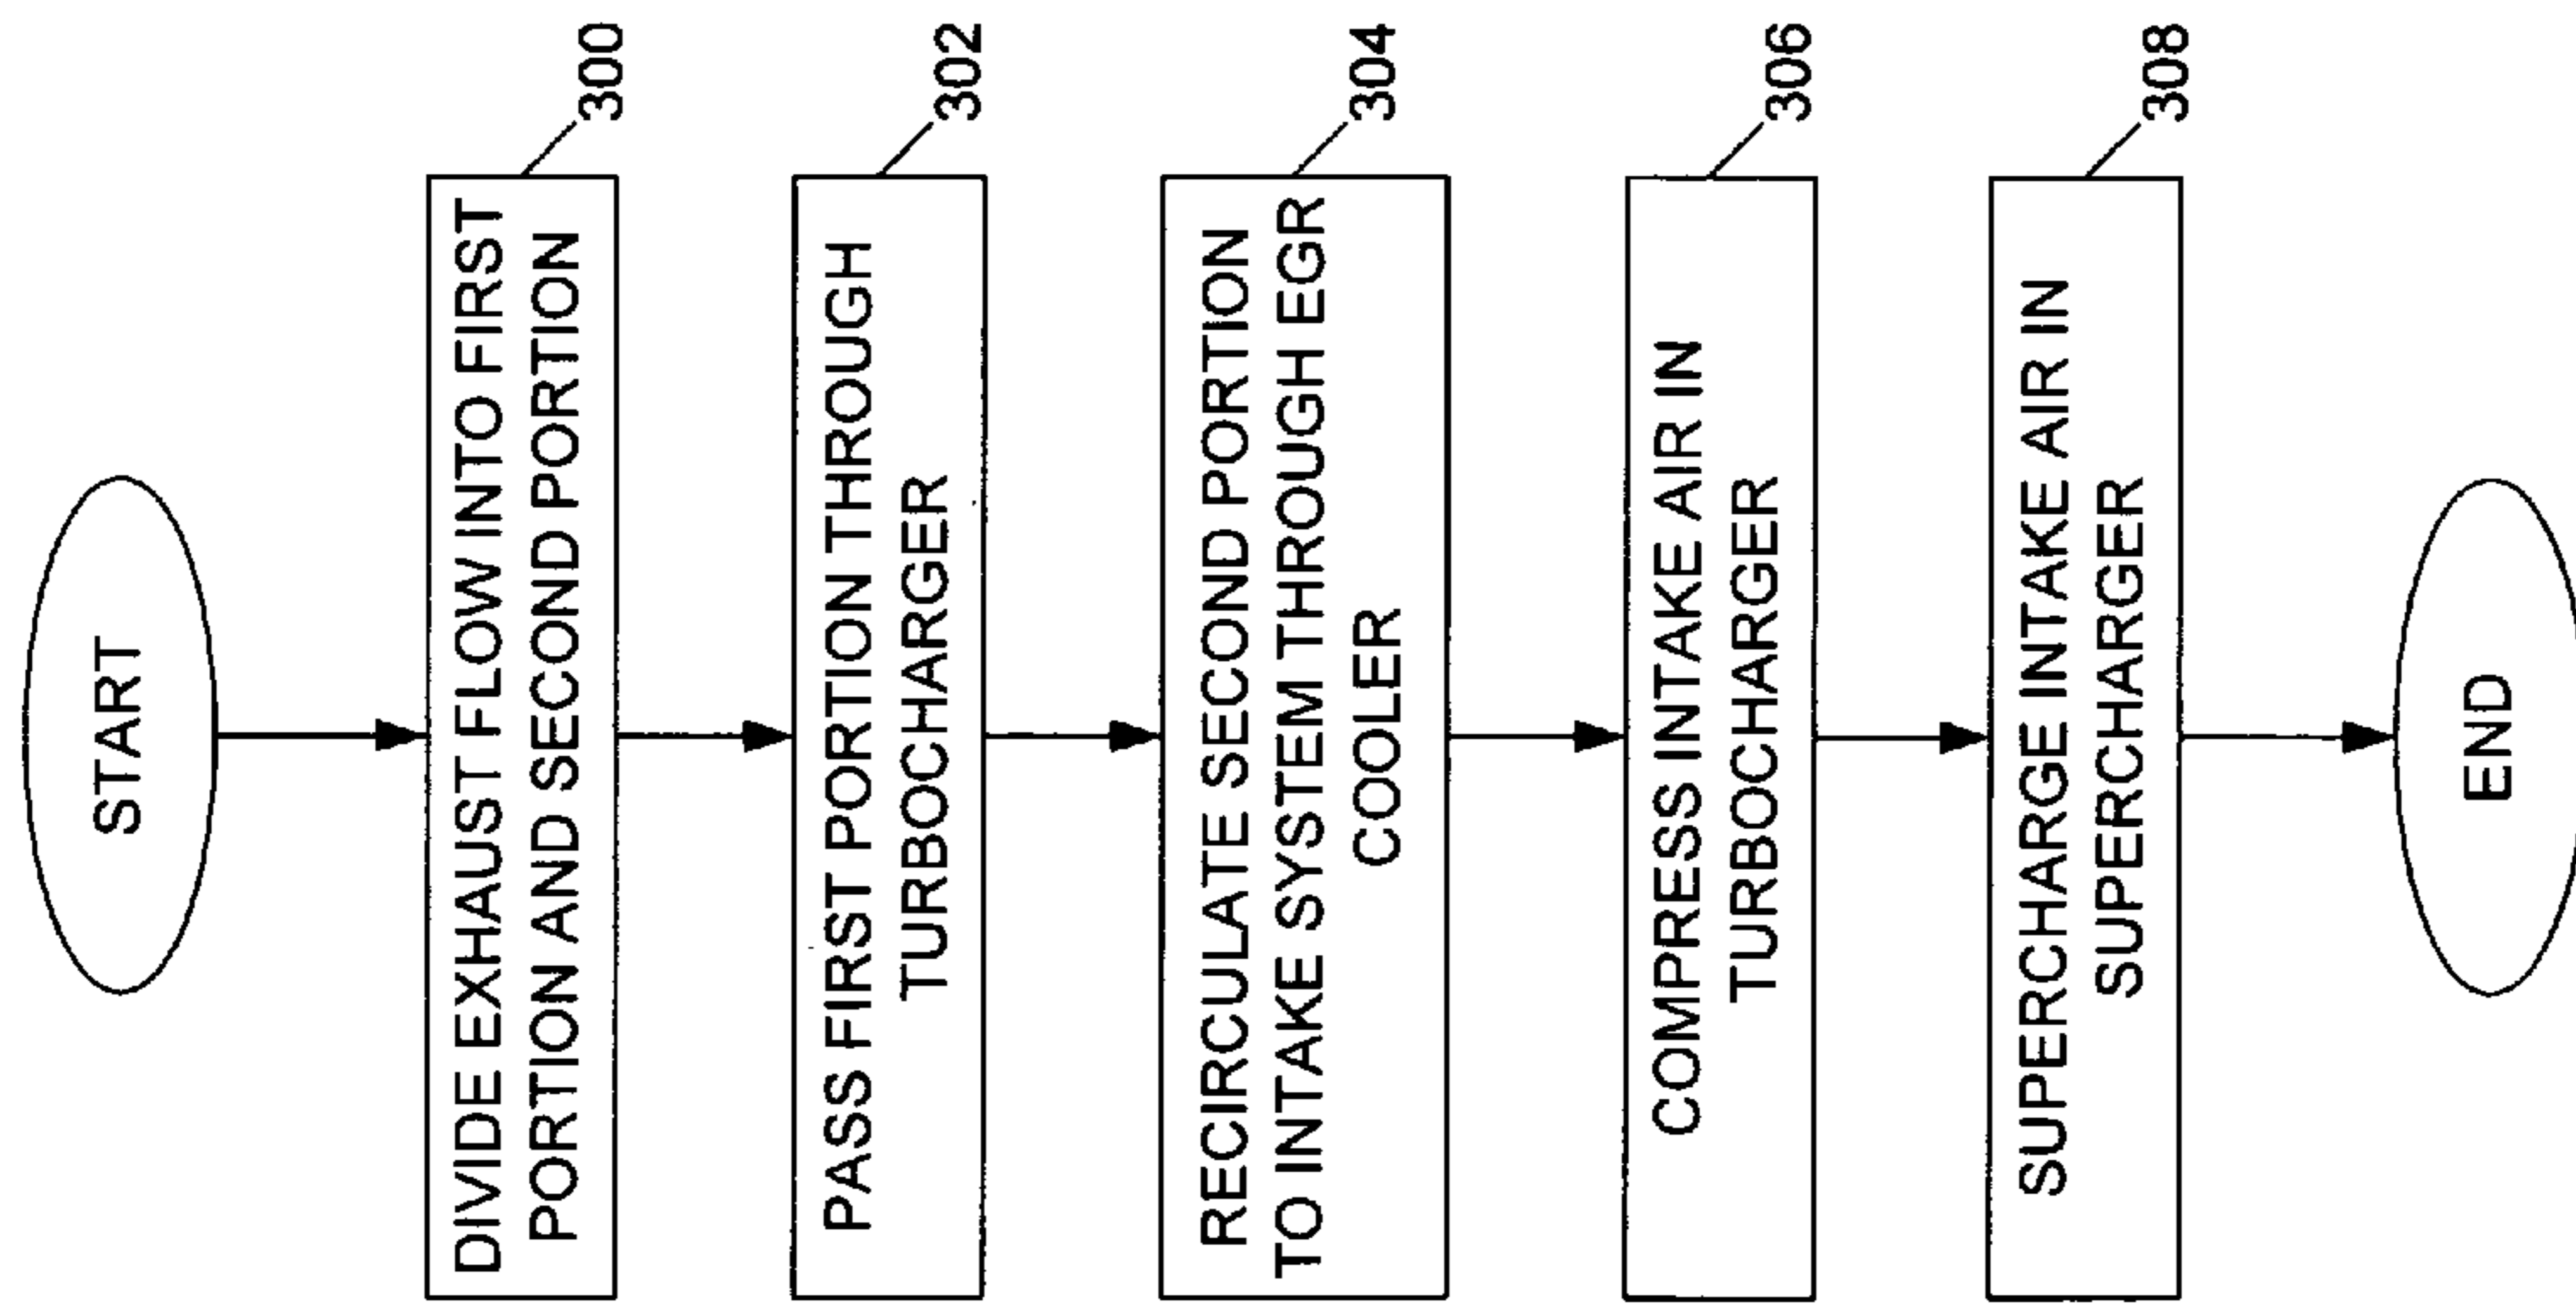 START
DIVIDE EXHAUST FLOW INTO FIRST
PORTION AND SECOND PORTION
300
PASS FIRST PORTION THROUGH
TURBOCHARGER
302
RECIRCULATE SECOND PORTION
TO INTAKE SYSTEM THROUGH EGR
COOLER
304
COMPRESS INTAKE AIR IN
TURBOCHARGER
306
SUPERCHARGE INTAKE AIR IN
SUPERCHARGER
308
END